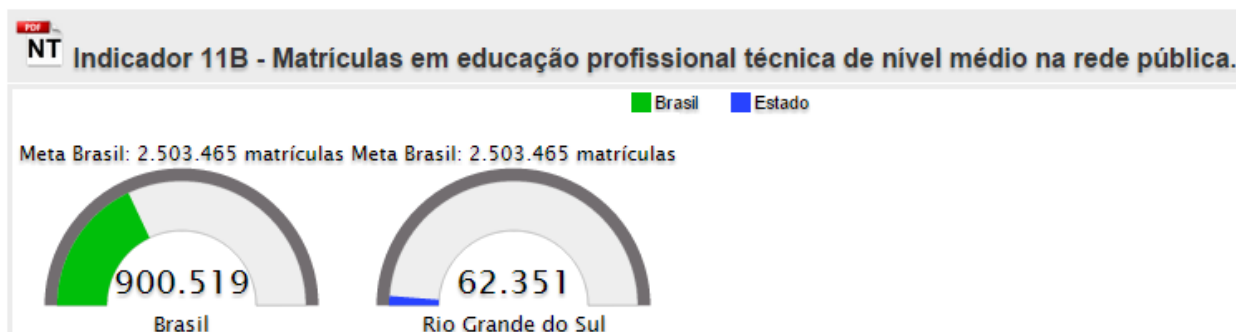 PDF
NT
Indicador 11B - Matrículas em educação profissional técnica de nível médio na rede pública.
Brasil Estado
Meta Brasil: 2.503.465 matrículas Meta Brasil: 2.503.465 matrículas
900.519 62.351
Brasil Rio Grande do Sul